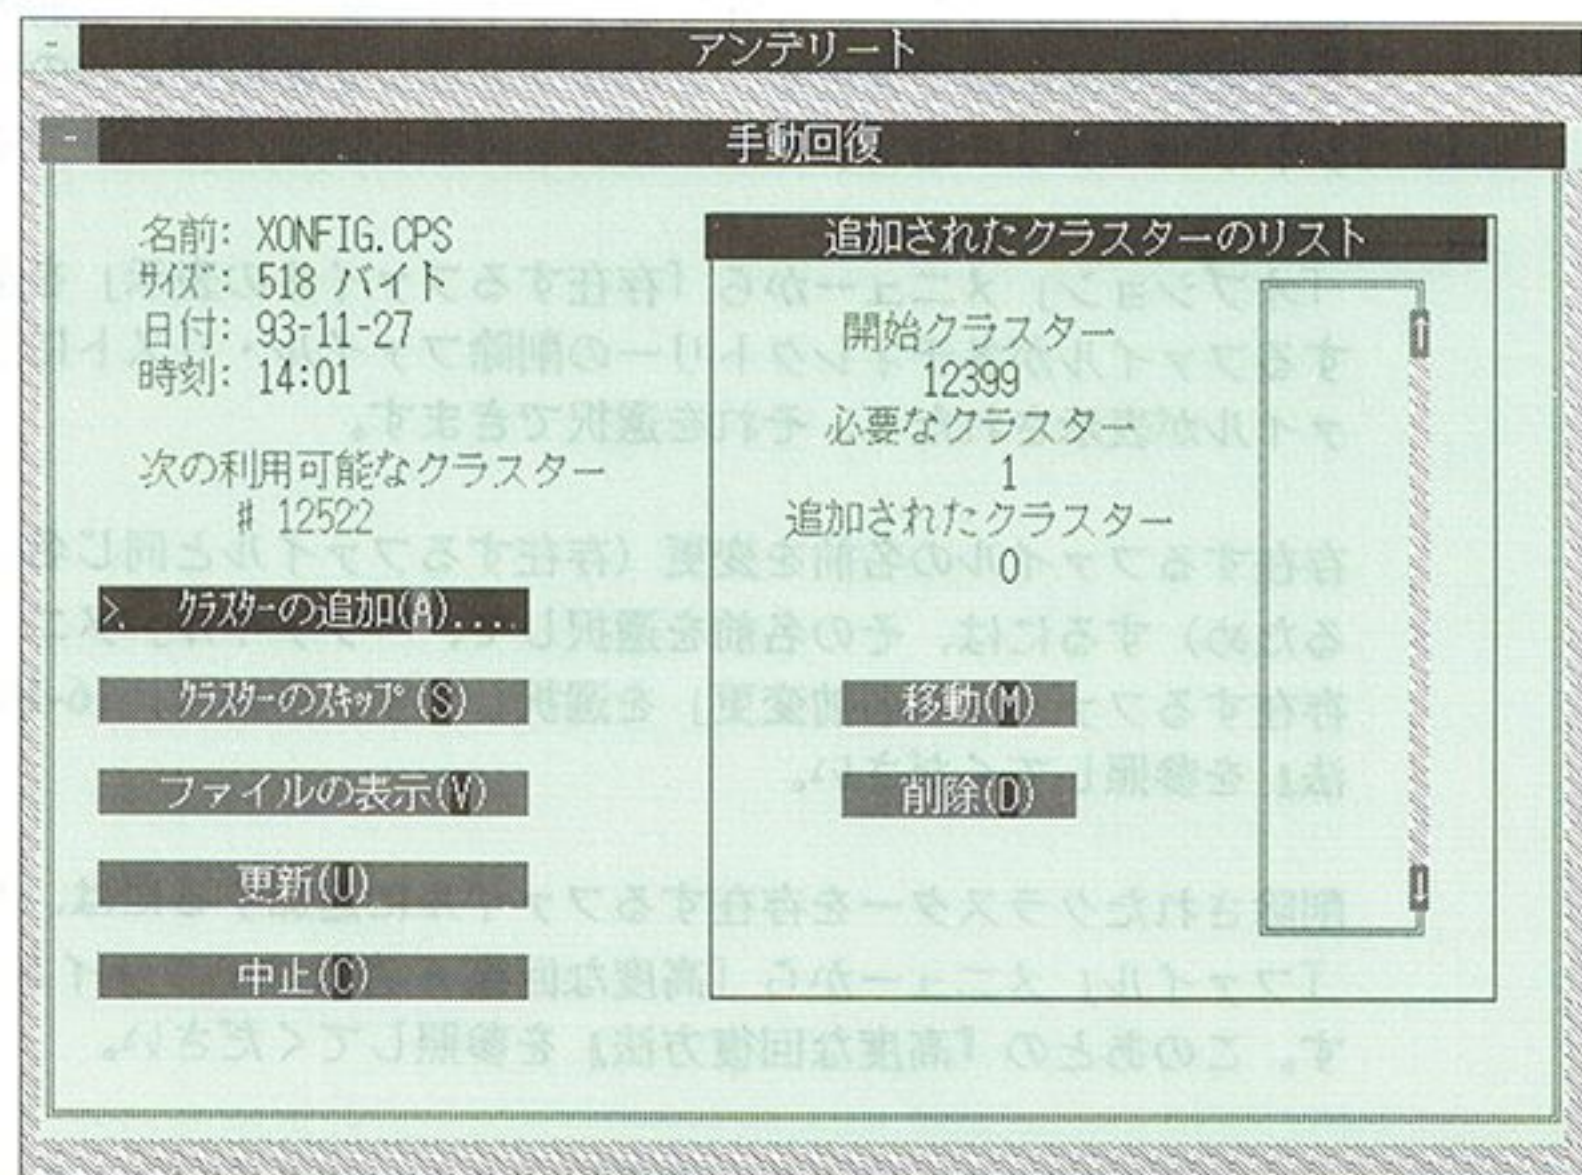 アンデリート
手動回復
名前: XONFIG.CPS
ｻｲｽﾞ: 518 バイト
日付: 93-11-27
時刻: 14:01
次の利用可能なクラスター
# 12522
>. ｸﾗｽﾀｰの追加(A)....
ｸﾗｽﾀｰのｽｷｯﾌﾟ(S)
ファイルの表示(V)
更新(U)
中止(C)
追加されたクラスターのリスト
開始クラスター
12399
必要なクラスター
1
追加されたクラスター
0
移動(M)
削除(D)